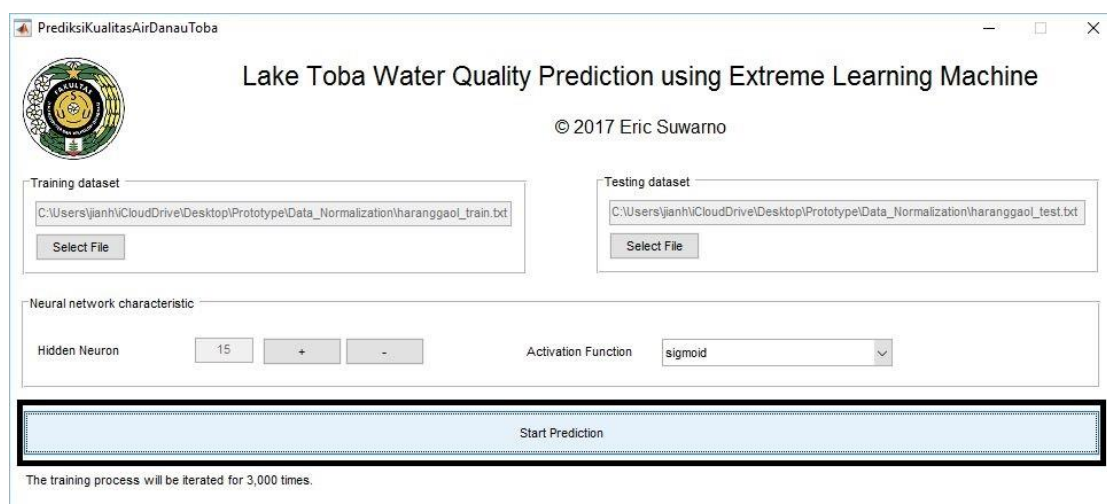 PrediksiKualitasAirDanauToba
Lake Toba Water Quality Prediction using Extreme Learning Machine
© 2017 Eric Suwarno
FAKULTAS
Training dataset
C:\Users\jianh\iCloudDrive\Desktop\Prototype\Data_Normalization\haranggaol_train.txt
Select File
Testing dataset
C:\Users\jianh\iCloudDrive\Desktop\Prototype\Data_Normalization\haranggaol_test.txt
Select File
Neural network characteristic
Hidden Neuron 15 + - Activation Function sigmoid
Start Prediction
The training process will be iterated for 3,000 times.